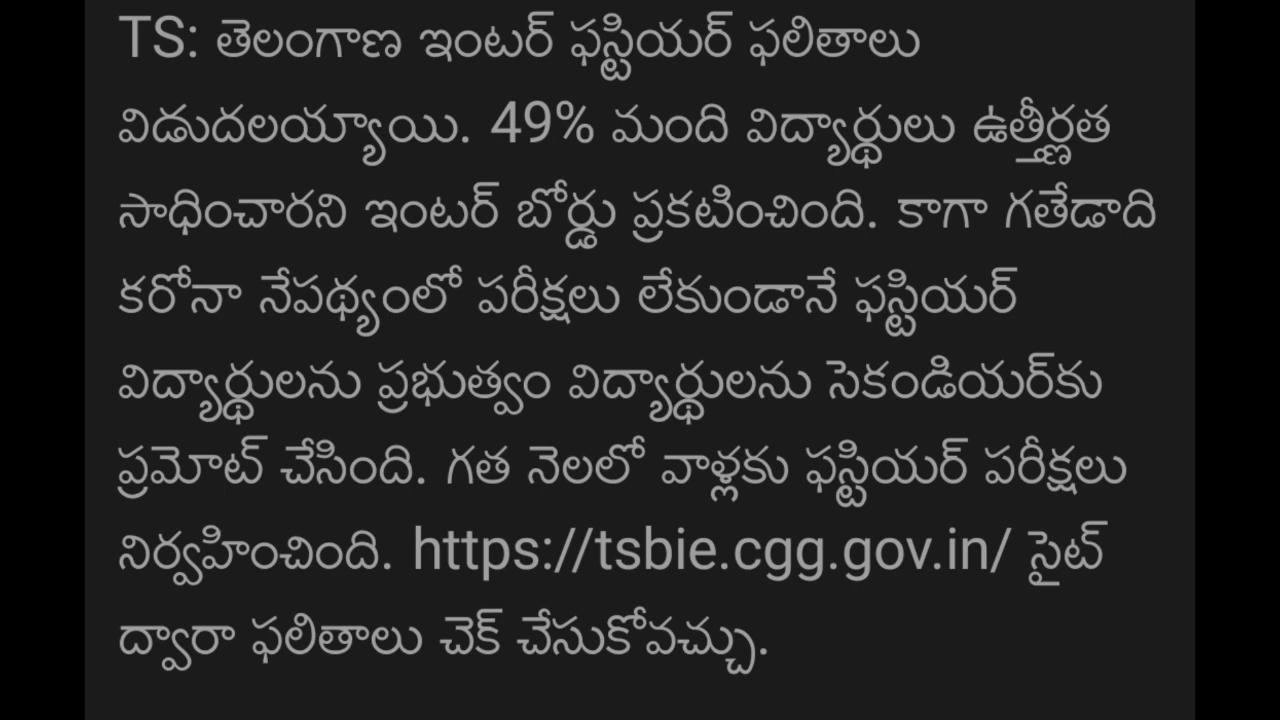 TS: తెలంగాణ ఇంటర్ ఫస్టియర్ ఫలితాలు
విడుదలయ్యాయి. 49% మంది విద్యార్థులు ఉత్తీర్ణత
సాధించారని ఇంటర్ బోర్డు ప్రకటించింది. కాగా గతేడాది
కరోనా నేపథ్యంలో పరీక్షలు లేకుండానే ఫస్టియర్
విద్యార్థులను ప్రభుత్వం విద్యార్థులను సెకండియర్‌కు
ప్రమోట్ చేసింది. గత నెలలో వాళ్లకు ఫస్టియర్ పరీక్షలు
నిర్వహించింది. https://tsbie.cgg.gov.in/ సైట్
ద్వారా ఫలితాలు చెక్ చేసుకోవచ్చు.